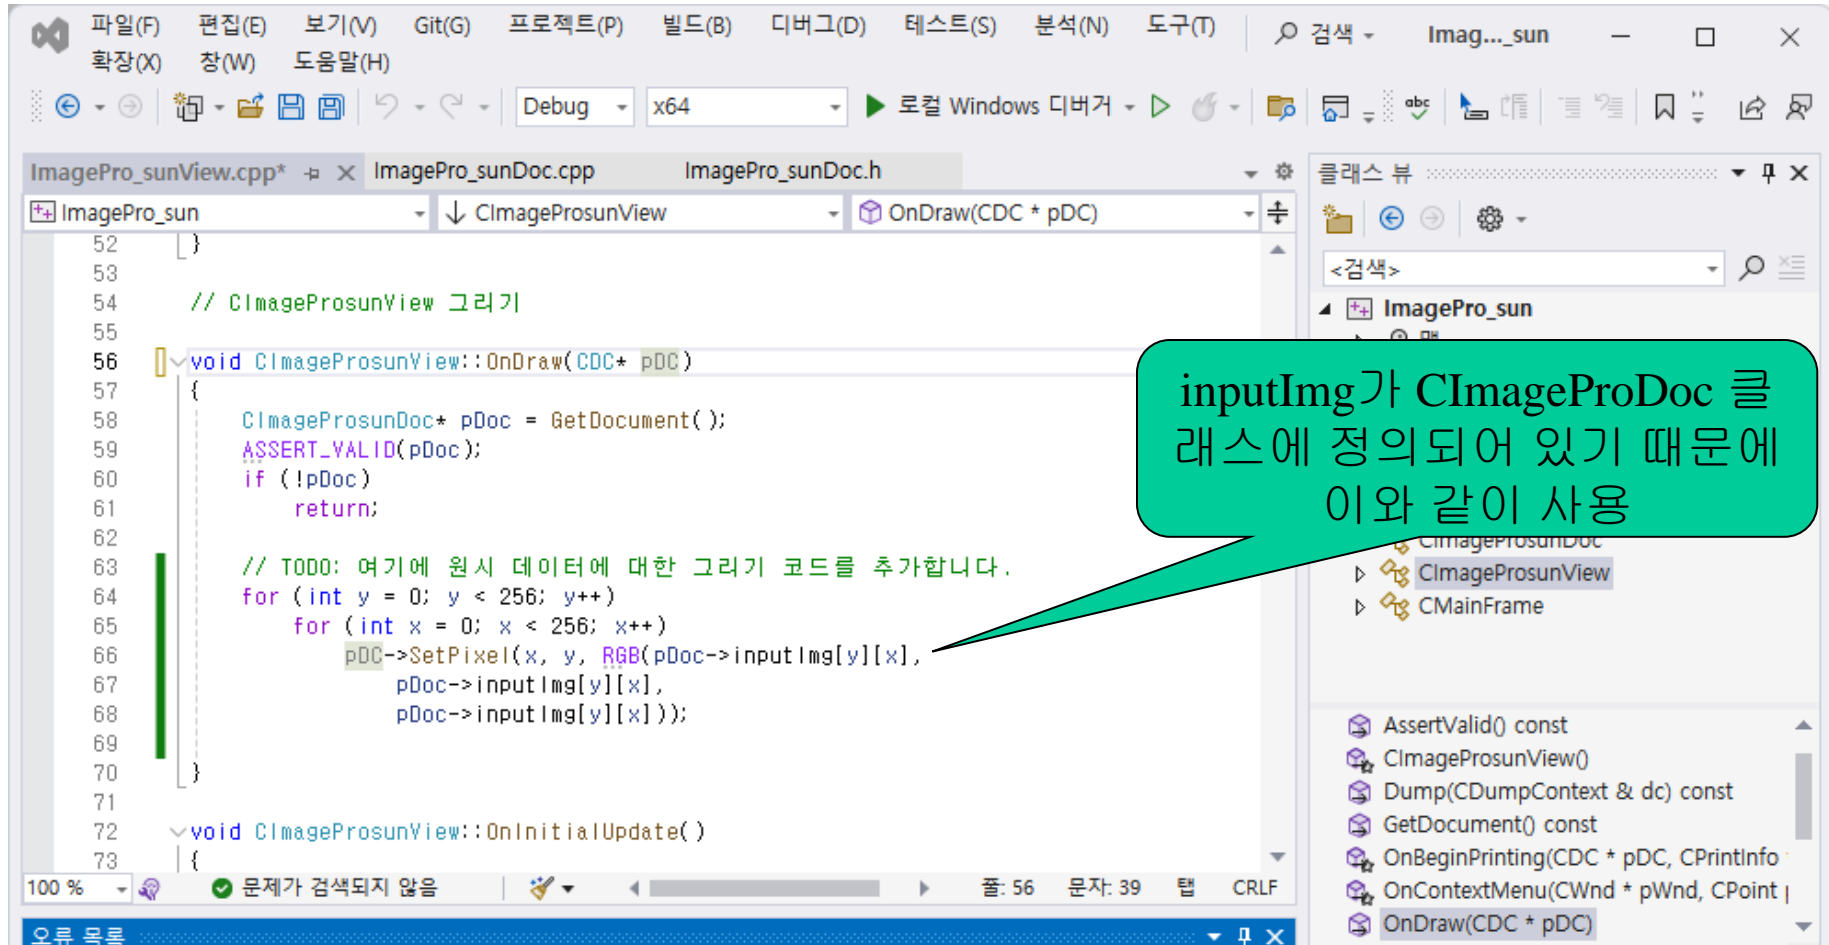 파일(F) 편집(E) 보기(V) Git(G) 프로젝트(P) 빌드(B) 디버그(D) 테스트(S) 분석(N) 도구(T) 검색 Imag..._sun
확장(X) 창(W) 도움말(H)
Debug x64 로컬 Windows 디버거 abc
ImagePro_sunView.cpp* ImagePro_sunDoc.cpp ImagePro_sunDoc.h
ImagePro_sun CImageProsunView OnDraw(CDC * pDC)
52 }
53
54 // CImageProsunView 그리기
55
56 void CImageProsunView::OnDraw(CDC* pDC)
57 {
58 CImageProsunDoc* pDoc = GetDocument();
59 ASSERT_VALID(pDoc);
60 if (!pDoc)
61 return;
62
63 // TODO: 여기에 원시 데이터에 대한 그리기 코드를 추가합니다.
64 for (int y = 0; y < 256; y++)
65 for (int x = 0; x < 256; x++)
66 pDC->SetPixel(x, y, RGB(pDoc->inputImg[y][x],
67 pDoc->inputImg[y][x],
68 pDoc->inputImg[y][x]));
69
70 }
71
72 void CImageProsunView::OnInitialUpdate()
73 {
100 % 문제가 검색되지 않음 줄: 56 문자: 39 탭 CRLF
오류 목록
클래스 뷰
<검색>
ImagePro_sun
inputImg가 CImageProDoc 클
래스에 정의되어 있기 때문에
이와 같이 사용
CImageProsunDoc
CImageProsunView
CMainFrame
AssertValid() const
CImageProsunView()
Dump(CDumpContext & dc) const
GetDocument() const
OnBeginPrinting(CDC * pDC, CPrintInfo
OnContextMenu(CWnd * pWnd, CPoint
OnDraw(CDC * pDC)